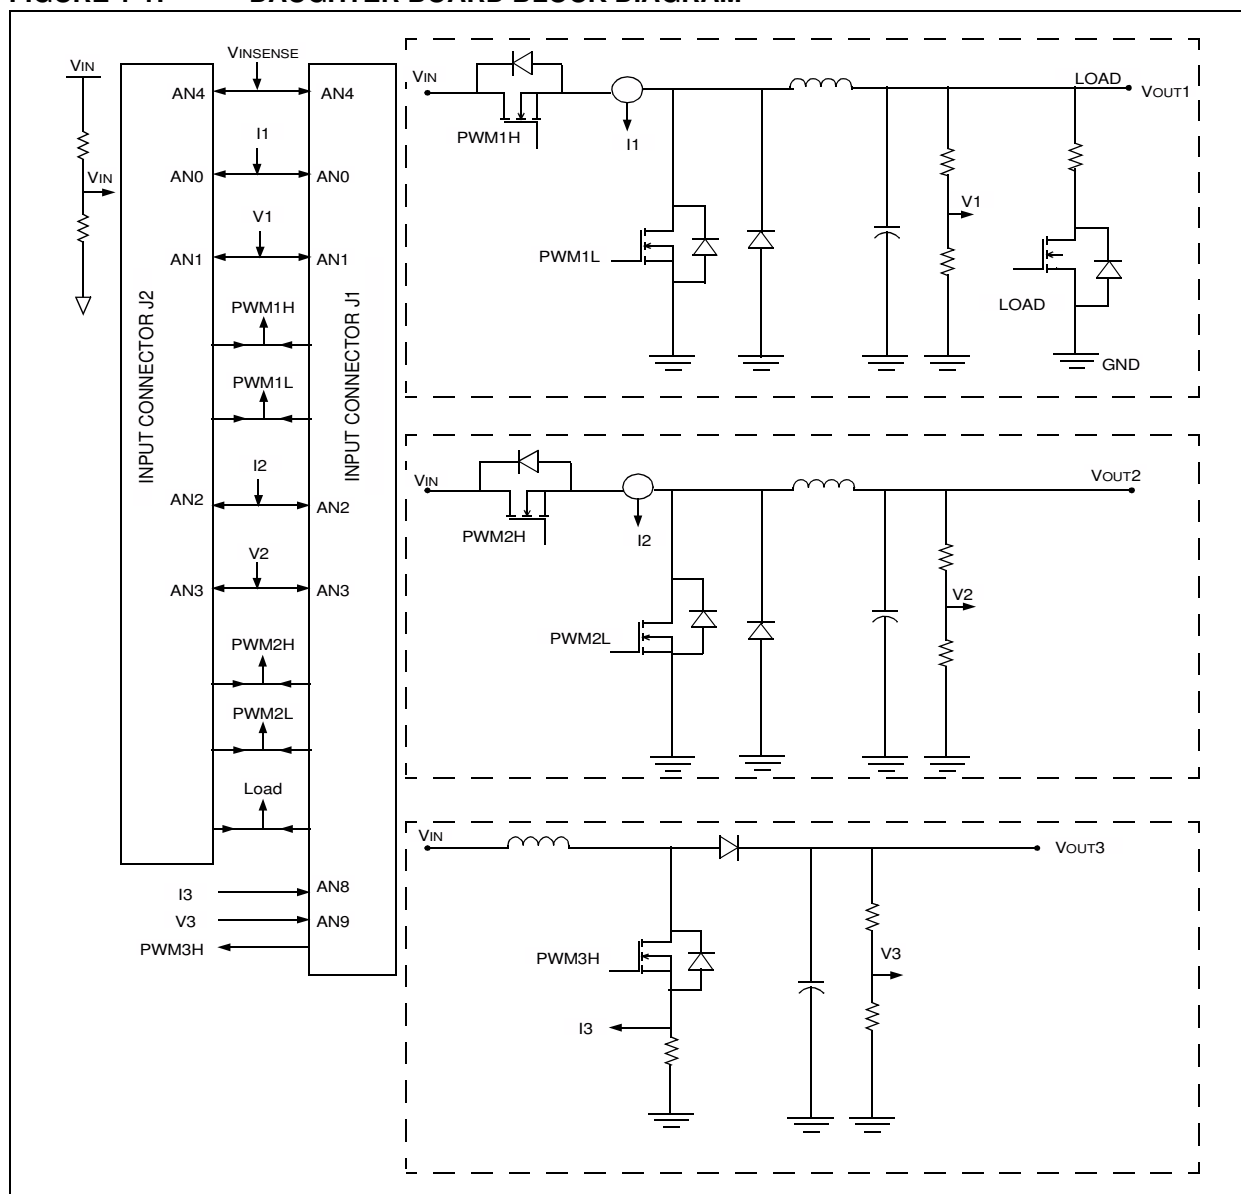 FIGURE 1-1: DAUGHTER BOARD BLOCK DIAGRAM
VIN
VIN
INPUT CONNECTOR J2
INPUT CONNECTOR J1
VINSENSE
AN4
AN4
I1
AN0
AN0
V1
AN1
AN1
PWM1H
PWM1L
I2
AN2
AN2
V2
AN3
AN3
PWM2H
PWM2L
Load
I3
AN8
V3
AN9
PWM3H
VIN
PWM1H
I1
LOAD
VOUT1
V1
PWM1L
LOAD
GND
VIN
PWM2H
I2
VOUT2
V2
PWM2L
VIN
VOUT3
PWM3H
V3
I3